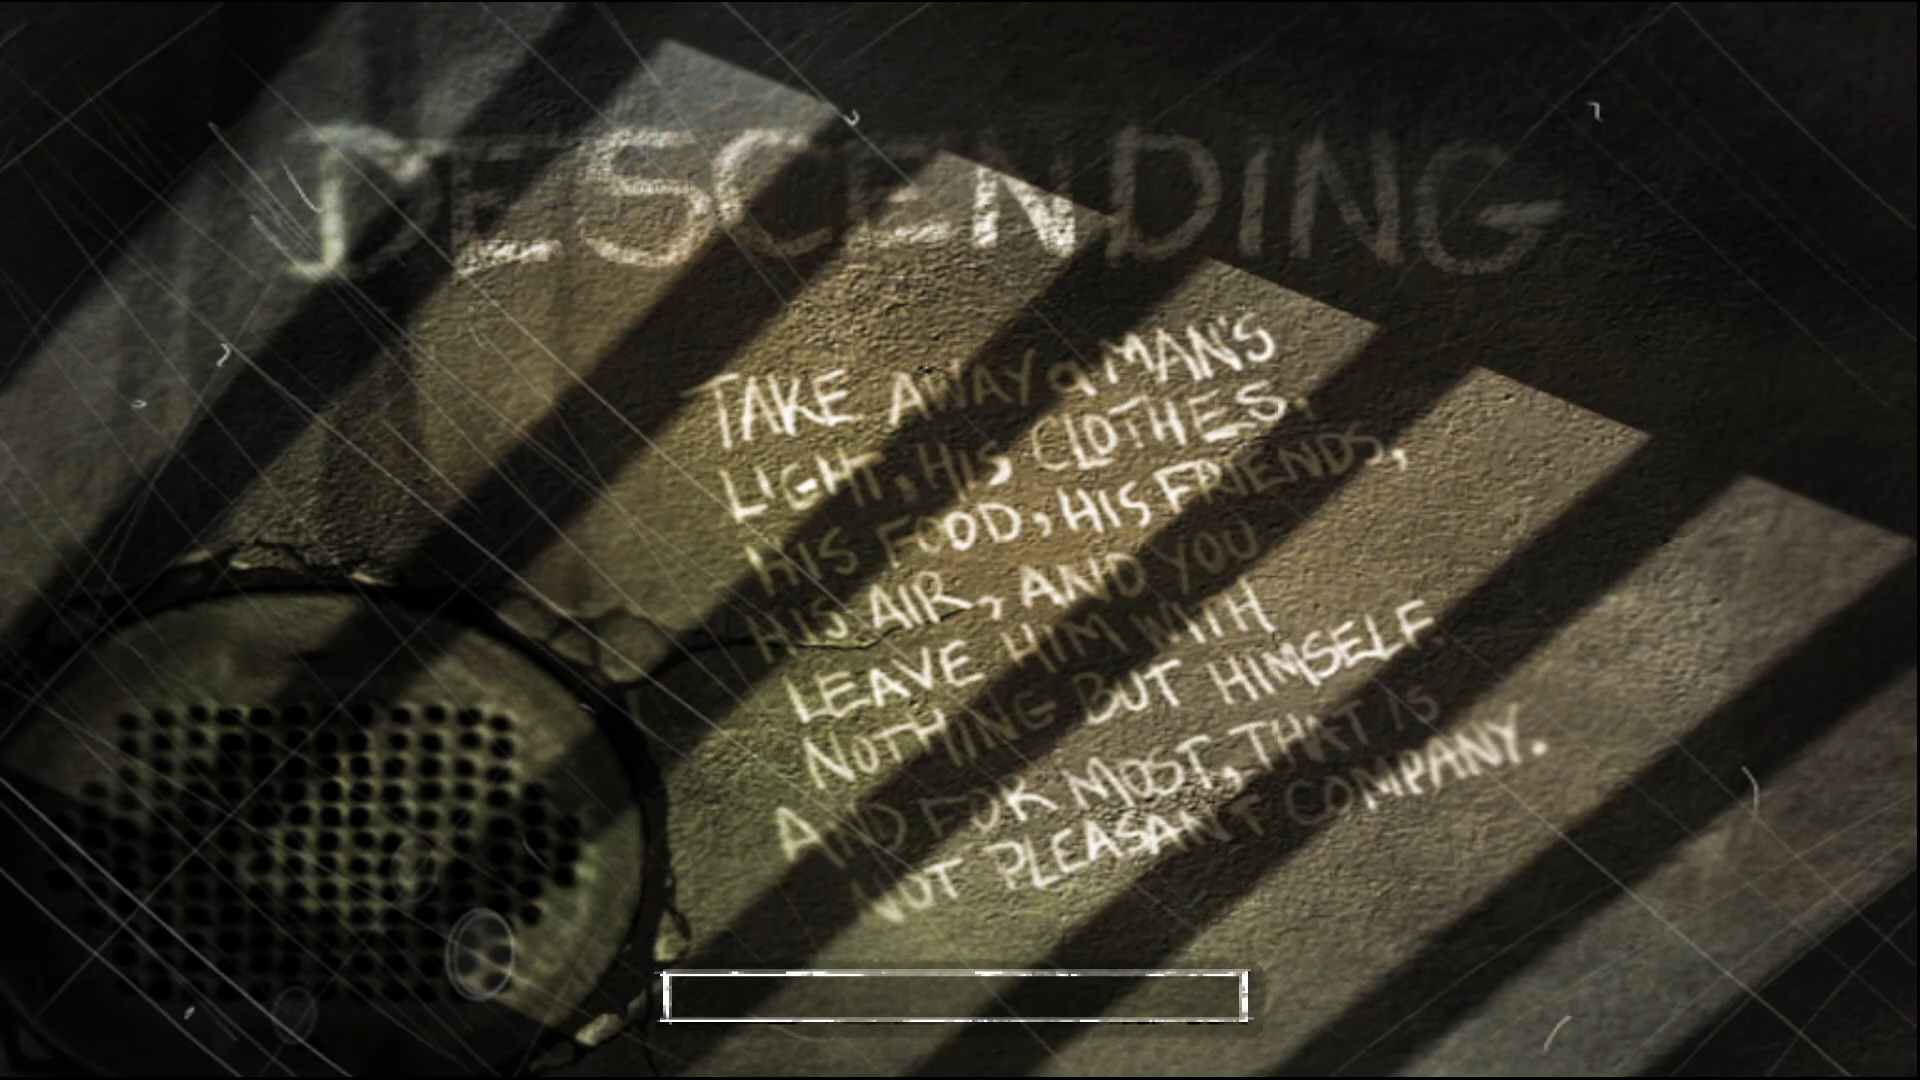 DESCENDING
TAKE AWAY a MAN'S
LIGHT, HIS CLOTHES,
HIS FOOD, HIS FRIENDS,
HIS AIR, AND YOU
LEAVE HIM WITH
NOTHING BUT HIMSELF.
AND FOR MOST, THAT IS
NOT PLEASANT COMPANY.